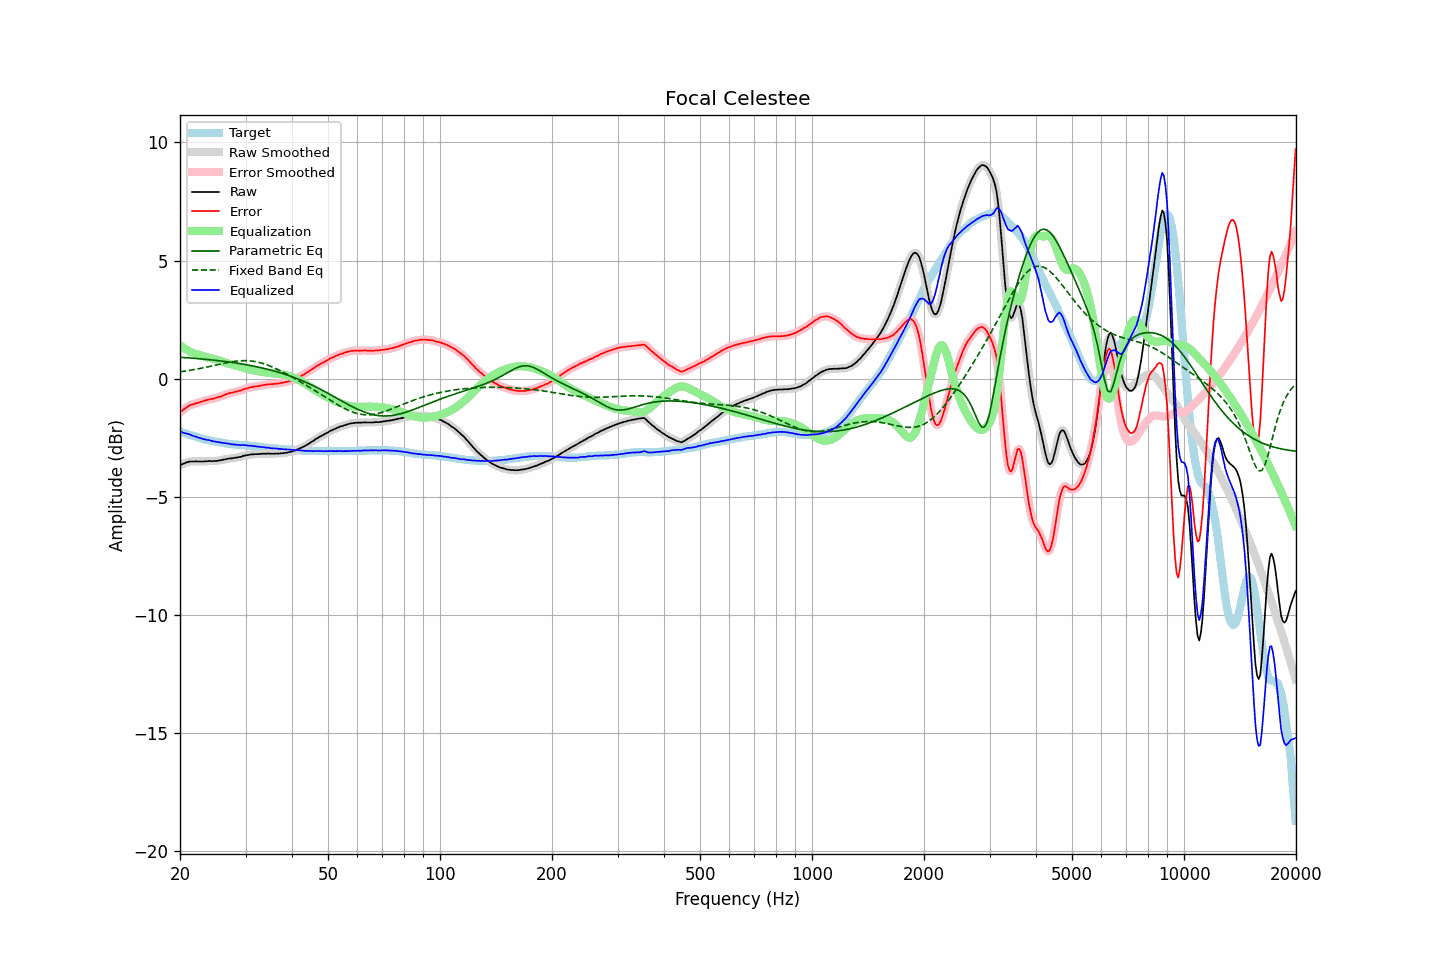 Focal Celestee
Target
Raw Smoothed
Error Smoothed
Raw
Error
Equalization
Parametric Eq
Fixed Band Eq
Equalized
10
5
0
−5
−10
−15
−20
Amplitude (dBr)
20 50 100 200 500 1000 2000 5000 10000 20000
Frequency (Hz)